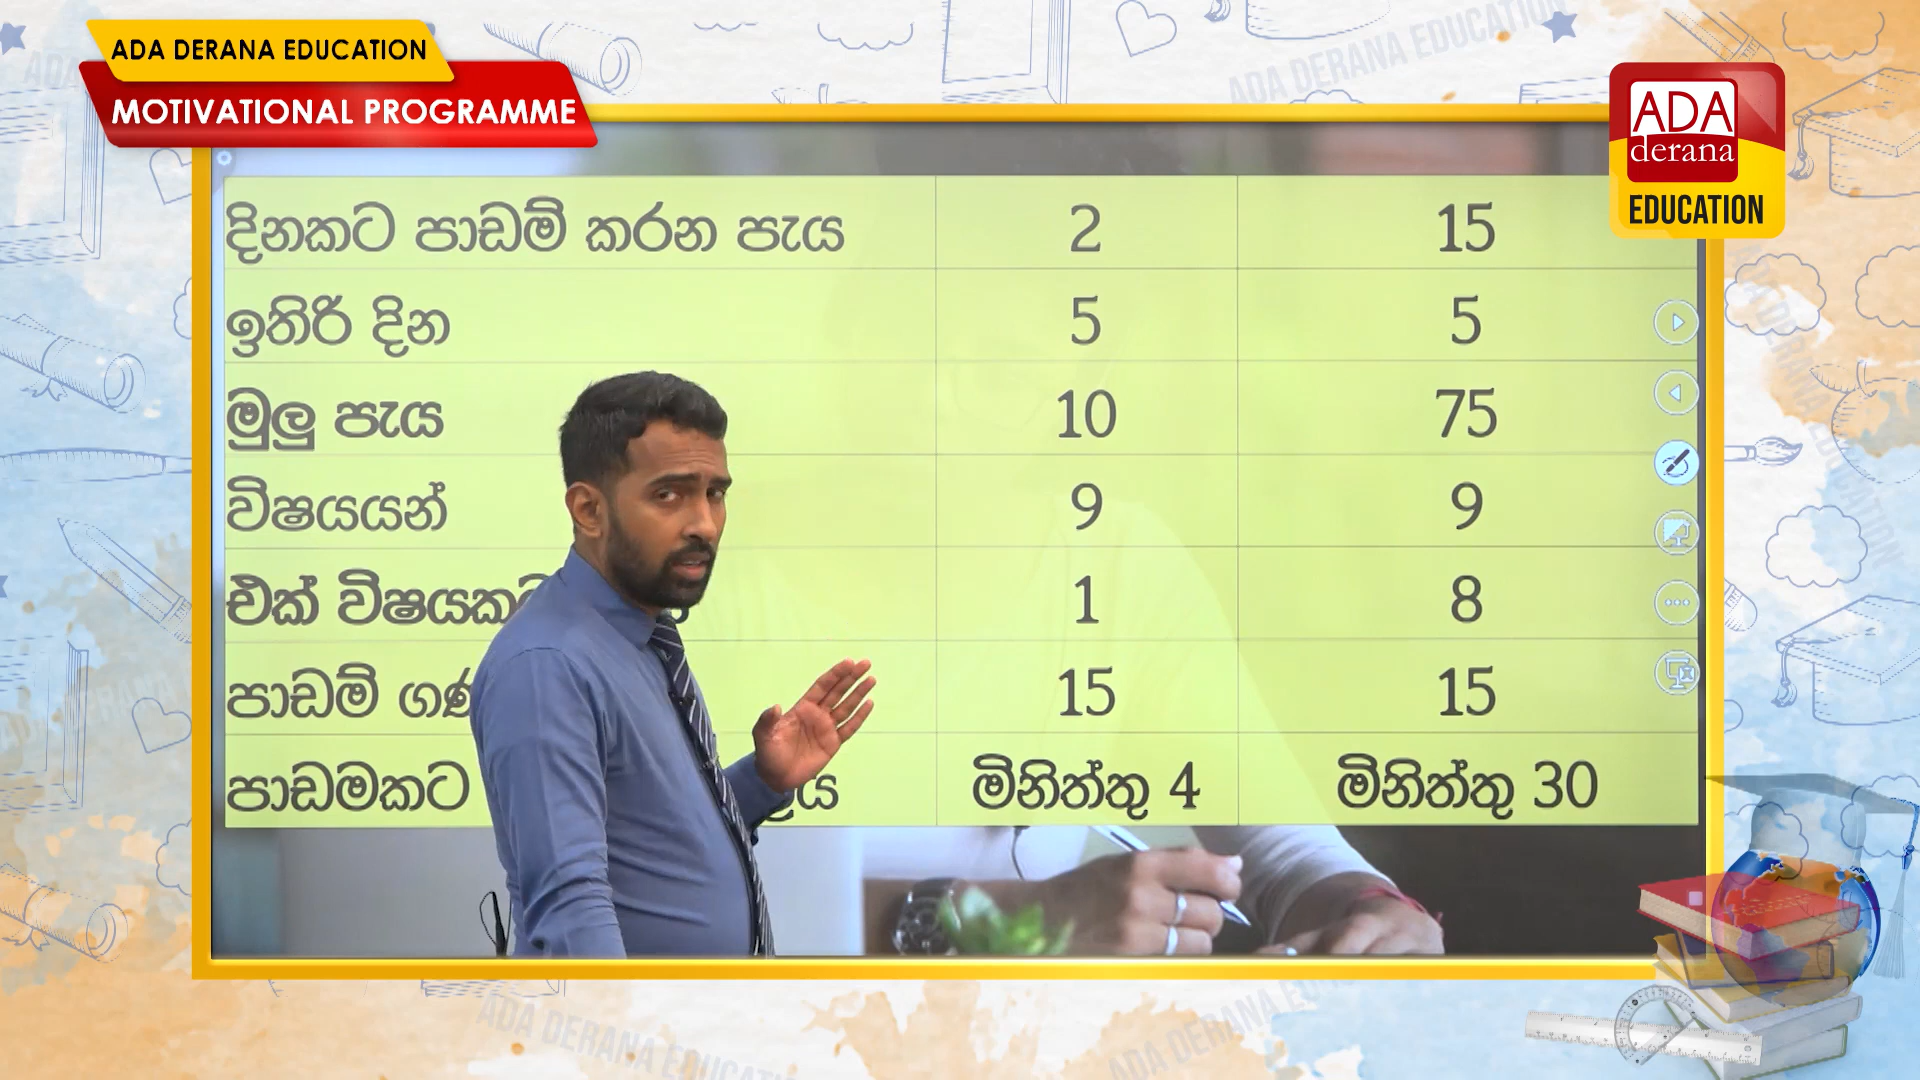 ADA DERANA EDUCATION
MOTIVATIONAL PROGRAMME
ADA
derana
EDUCATION
දිනකට පාඩම් කරන පැය 2 15
ඉතිරි දින 5 5
මුලු පැය 10 75
විෂයයන් 9 9
එක් විෂයකට 1 8
පාඩම් 15 15
පාඩමකට මිනිත්තු 4 මිනිත්තු 30